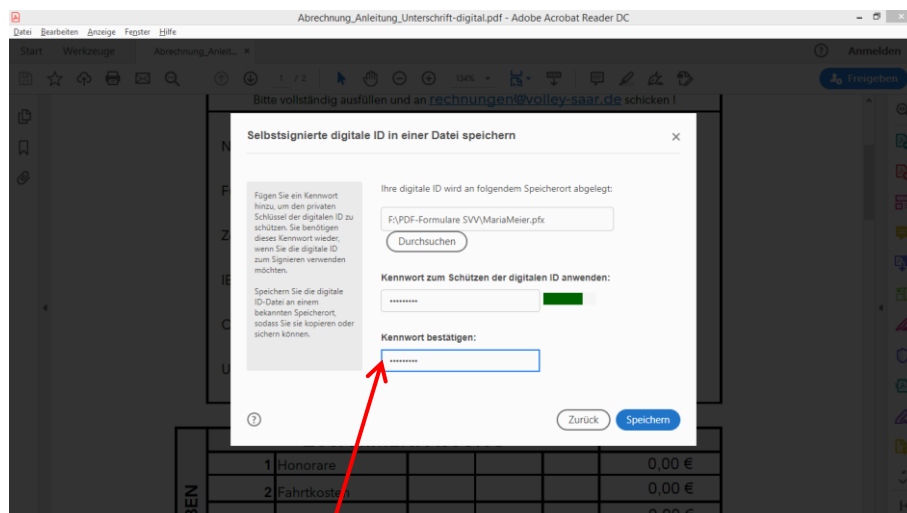 Abrechnung_Anleitung_Unterschrift-digital.pdf - Adobe Acrobat Reader DC
Datei Bearbeiten Anzeige Fenster Hilfe
Start Werkzeuge Abrechnung_Anleit... × Anmelden
1 / 2 134% Freigeben
Bitte vollständig ausfüllen und an rechnungen@volley-saar.de schicken !
Selbstsignierte digitale ID in einer Datei speichern ×
Fügen Sie ein Kennwort
hinzu, um den privaten
Schlüssel der digitalen ID zu
schützen. Sie benötigen
dieses Kennwort wieder,
wenn Sie die digitale ID
zum Signieren verwenden
möchten.
Speichern Sie die digitale
ID-Datei an einem
bekannten Speicherort,
sodass Sie sie kopieren oder
sichern können.
Ihre digitale ID wird an folgendem Speicherort abgelegt:
F:\PDF-Formulare SVV\MariaMeier.pfx
Durchsuchen
Kennwort zum Schützen der digitalen ID anwenden:
•••••••••
Kennwort bestätigen:
•••••••••
Zurück Speichern
1 Honorare 0,00 €
2 Fahrtkosten 0,00 €
0,00 €